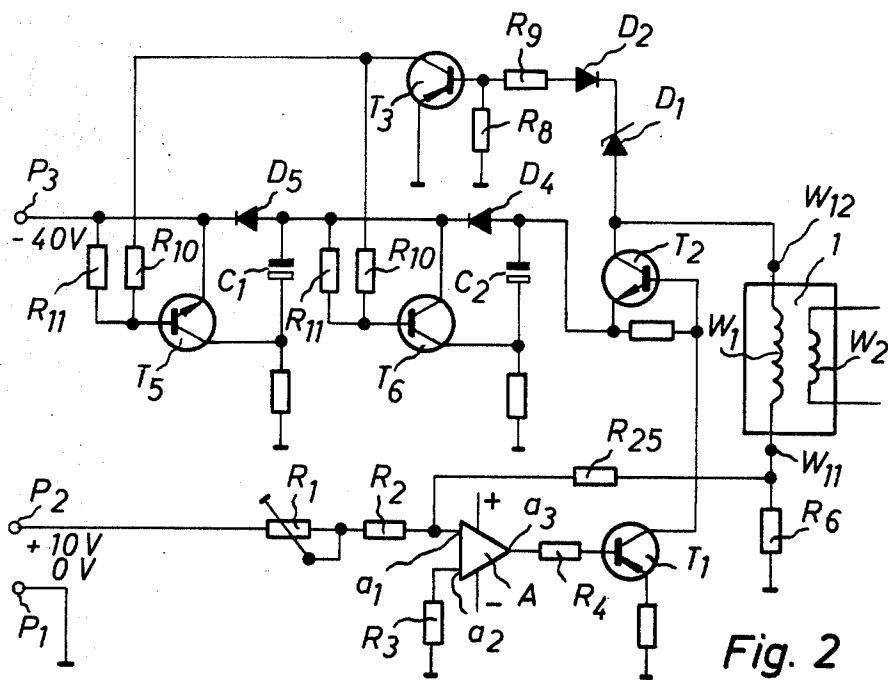 R9 D2
T3 R8 D1
P3 D5 D4
- 40V R10 R10 T2 W12
R11 C1 R11 C2 1
T5 T6 W1 W2
R25 W11
P2 R1 R2 + a3 R6
+ 10V
0V
a1 - A R4 T1
P1 R3 a2
Fig. 2